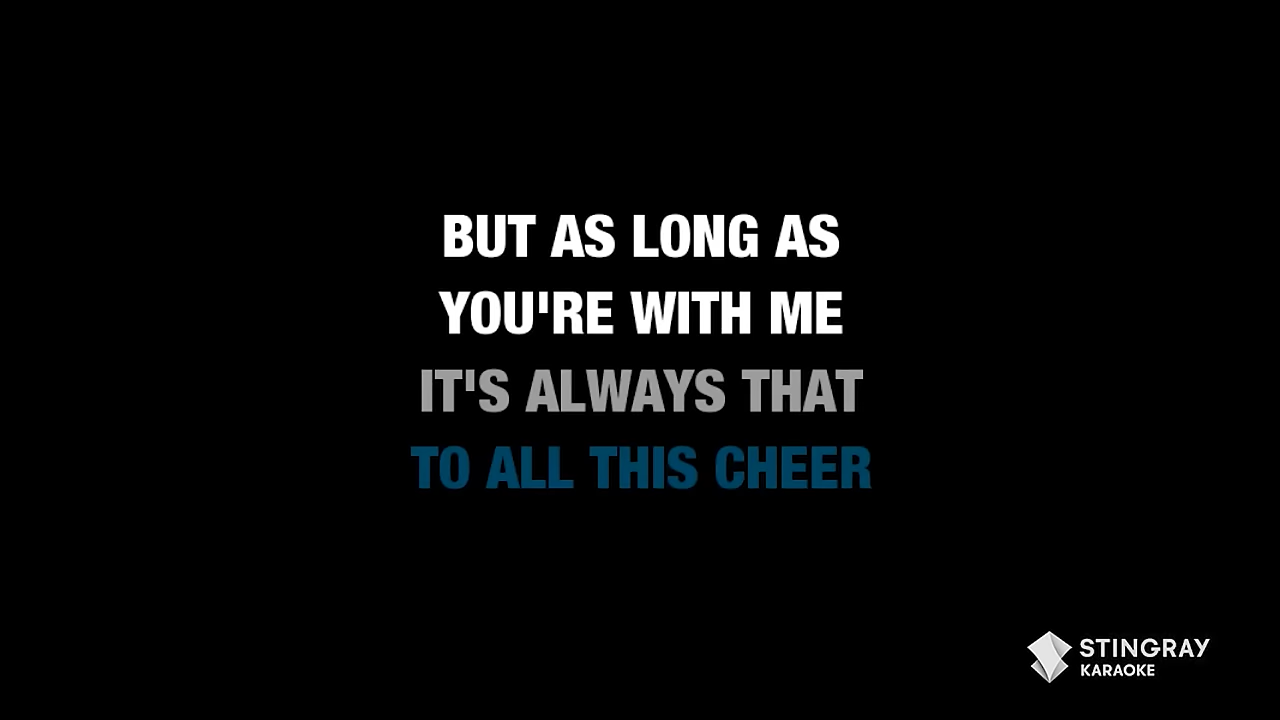 BUT AS LONG AS
YOU'RE WITH ME
IT'S ALWAYS THAT
TO ALL THIS CHEER
STINGRAY
KARAOKE